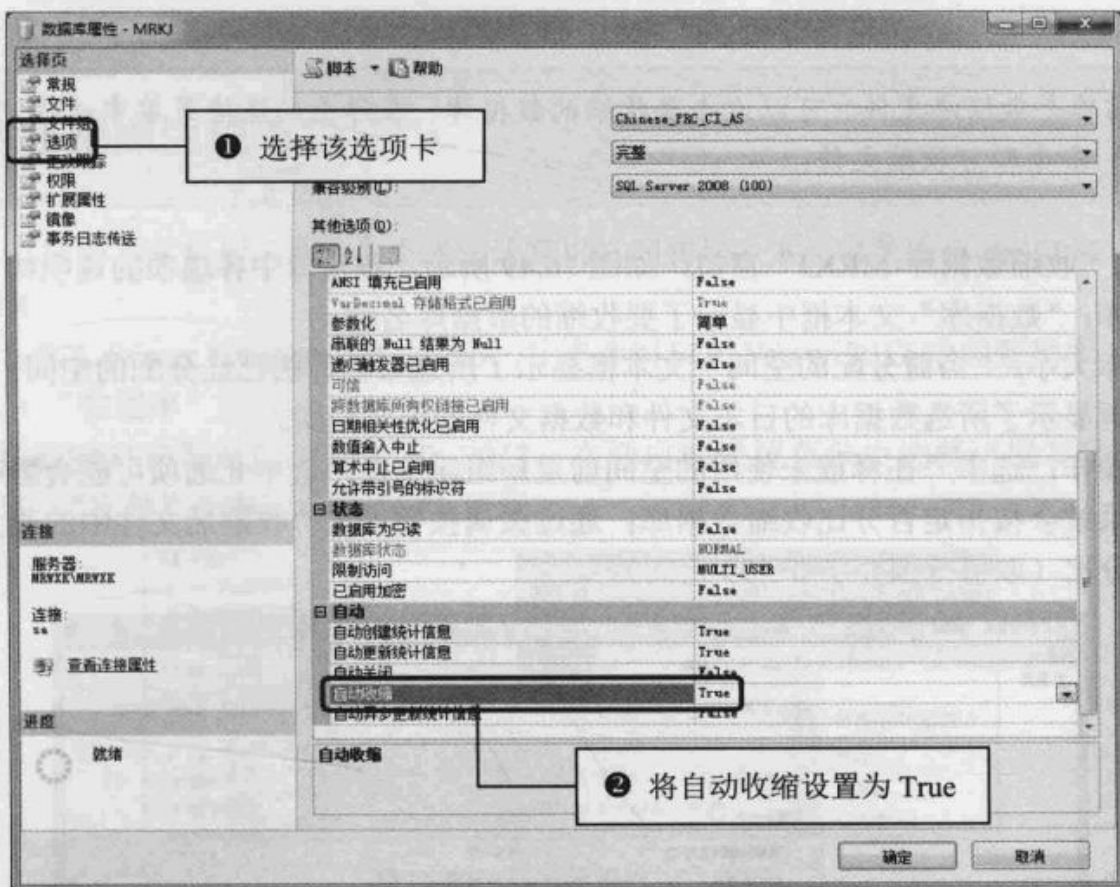 数据库属性 - MRKJ
选择页
常规
文件
文件组
选项
更改跟踪
权限
扩展属性
镜像
事务日志传送
脚本 帮助
❶ 选择该选项卡
Chinese_PRC_CI_AS
完整
兼容级别(L):
SQL Server 2008 (100)
其他选项(O):
ANSI 填充已启用 False
VarDecimal 存储格式已启用 True
参数化 简单
串联的 Null 结果为 Null False
递归触发器已启用 False
可信 False
跨数据库所有权链接已启用 False
日期相关性优化已启用 False
数值舍入中止 False
算术中止已启用 False
允许带引号的标识符 False
状态
数据库为只读 False
数据库状态 NORMAL
限制访问 MULTI_USER
已启用加密 False
自动
自动创建统计信息 True
自动更新统计信息 True
自动关闭 False
自动收缩 True
自动异步更新统计信息 False
自动收缩
❷ 将自动收缩设置为 True
连接
服务器:
MRWXK\MRWXK
连接:
sa
查看连接属性
进度
就绪
确定 取消